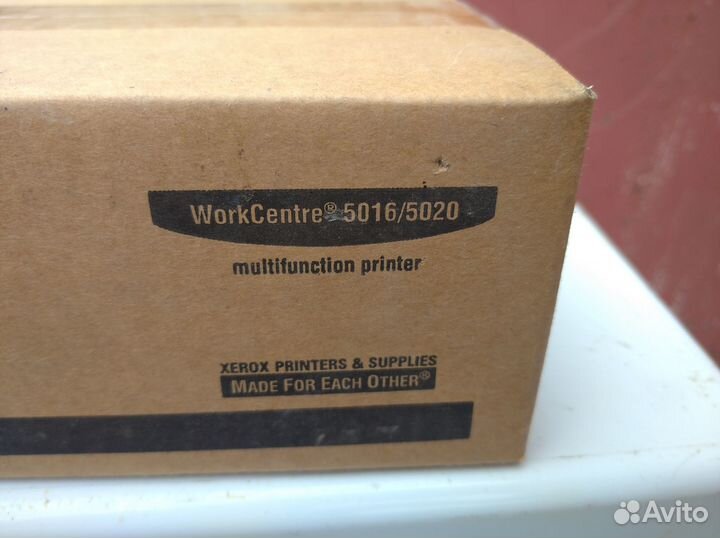 WorkCentre® 5016/5020
multifunction printer
XEROX PRINTERS & SUPPLIES
MADE FOR EACH OTHER®
Avito